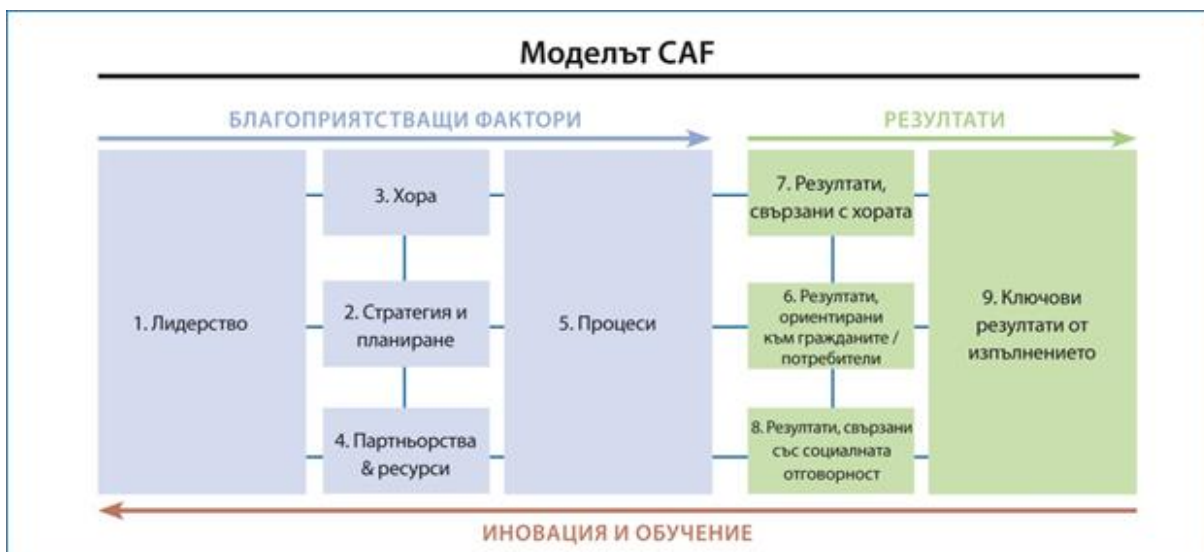 Моделът CAF
БЛАГОПРИЯТСТВАЩИ ФАКТОРИ
РЕЗУЛТАТИ
1. Лидерство
3. Хора
2. Стратегия и
планиране
4. Партньорства
& ресурси
5. Процеси
7. Резултати,
свързани с хората
6. Резултати,
ориентирани
към гражданите /
потребители
8. Резултати, свързани
със социалната
отговорност
9. Ключови
резултати от
изпълнението
ИНОВАЦИЯ И ОБУЧЕНИЕ